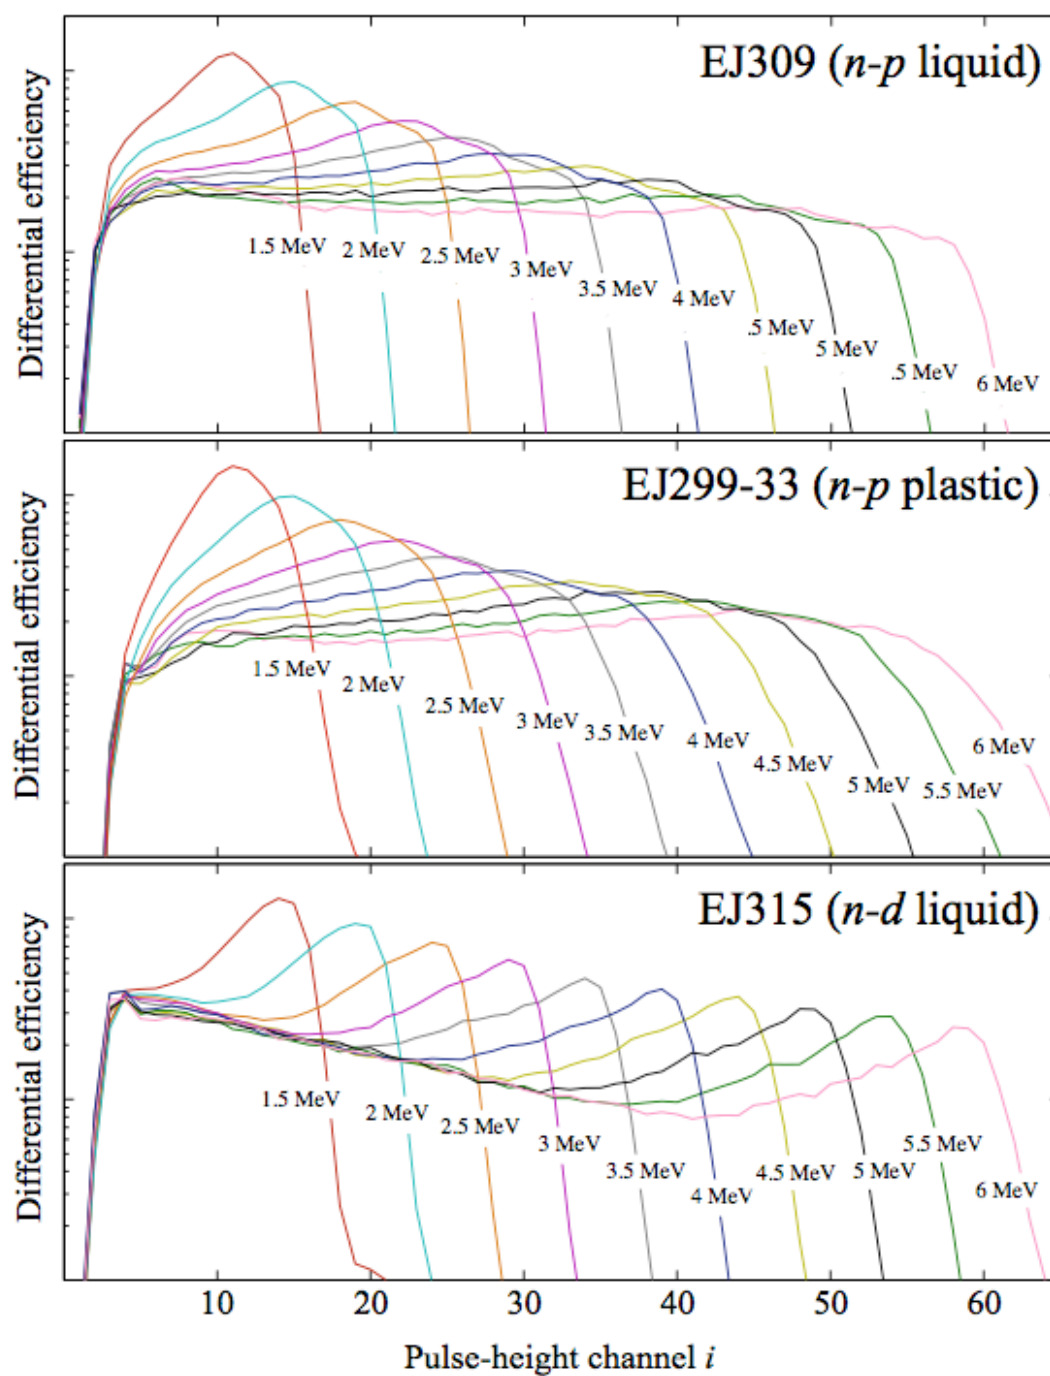 EJ309 (n-p liquid)
Differential efficiency
1.5 MeV
2 MeV
2.5 MeV
3 MeV
3.5 MeV
4 MeV
.5 MeV
5 MeV
.5 MeV
6 MeV
EJ299-33 (n-p plastic)
Differential efficiency
1.5 MeV
2 MeV
2.5 MeV
3 MeV
3.5 MeV
4 MeV
4.5 MeV
5 MeV
5.5 MeV
6 MeV
EJ315 (n-d liquid)
Differential efficiency
1.5 MeV
2 MeV
2.5 MeV
3 MeV
3.5 MeV
4 MeV
4.5 MeV
5 MeV
5.5 MeV
6 MeV
10 20 30 40 50 60
Pulse-height channel i